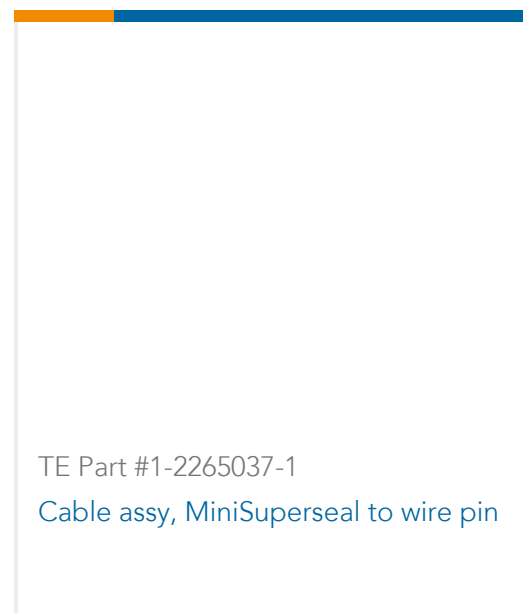 TE Part #1-2265037-1
Cable assy, MiniSuperseal to wire pin